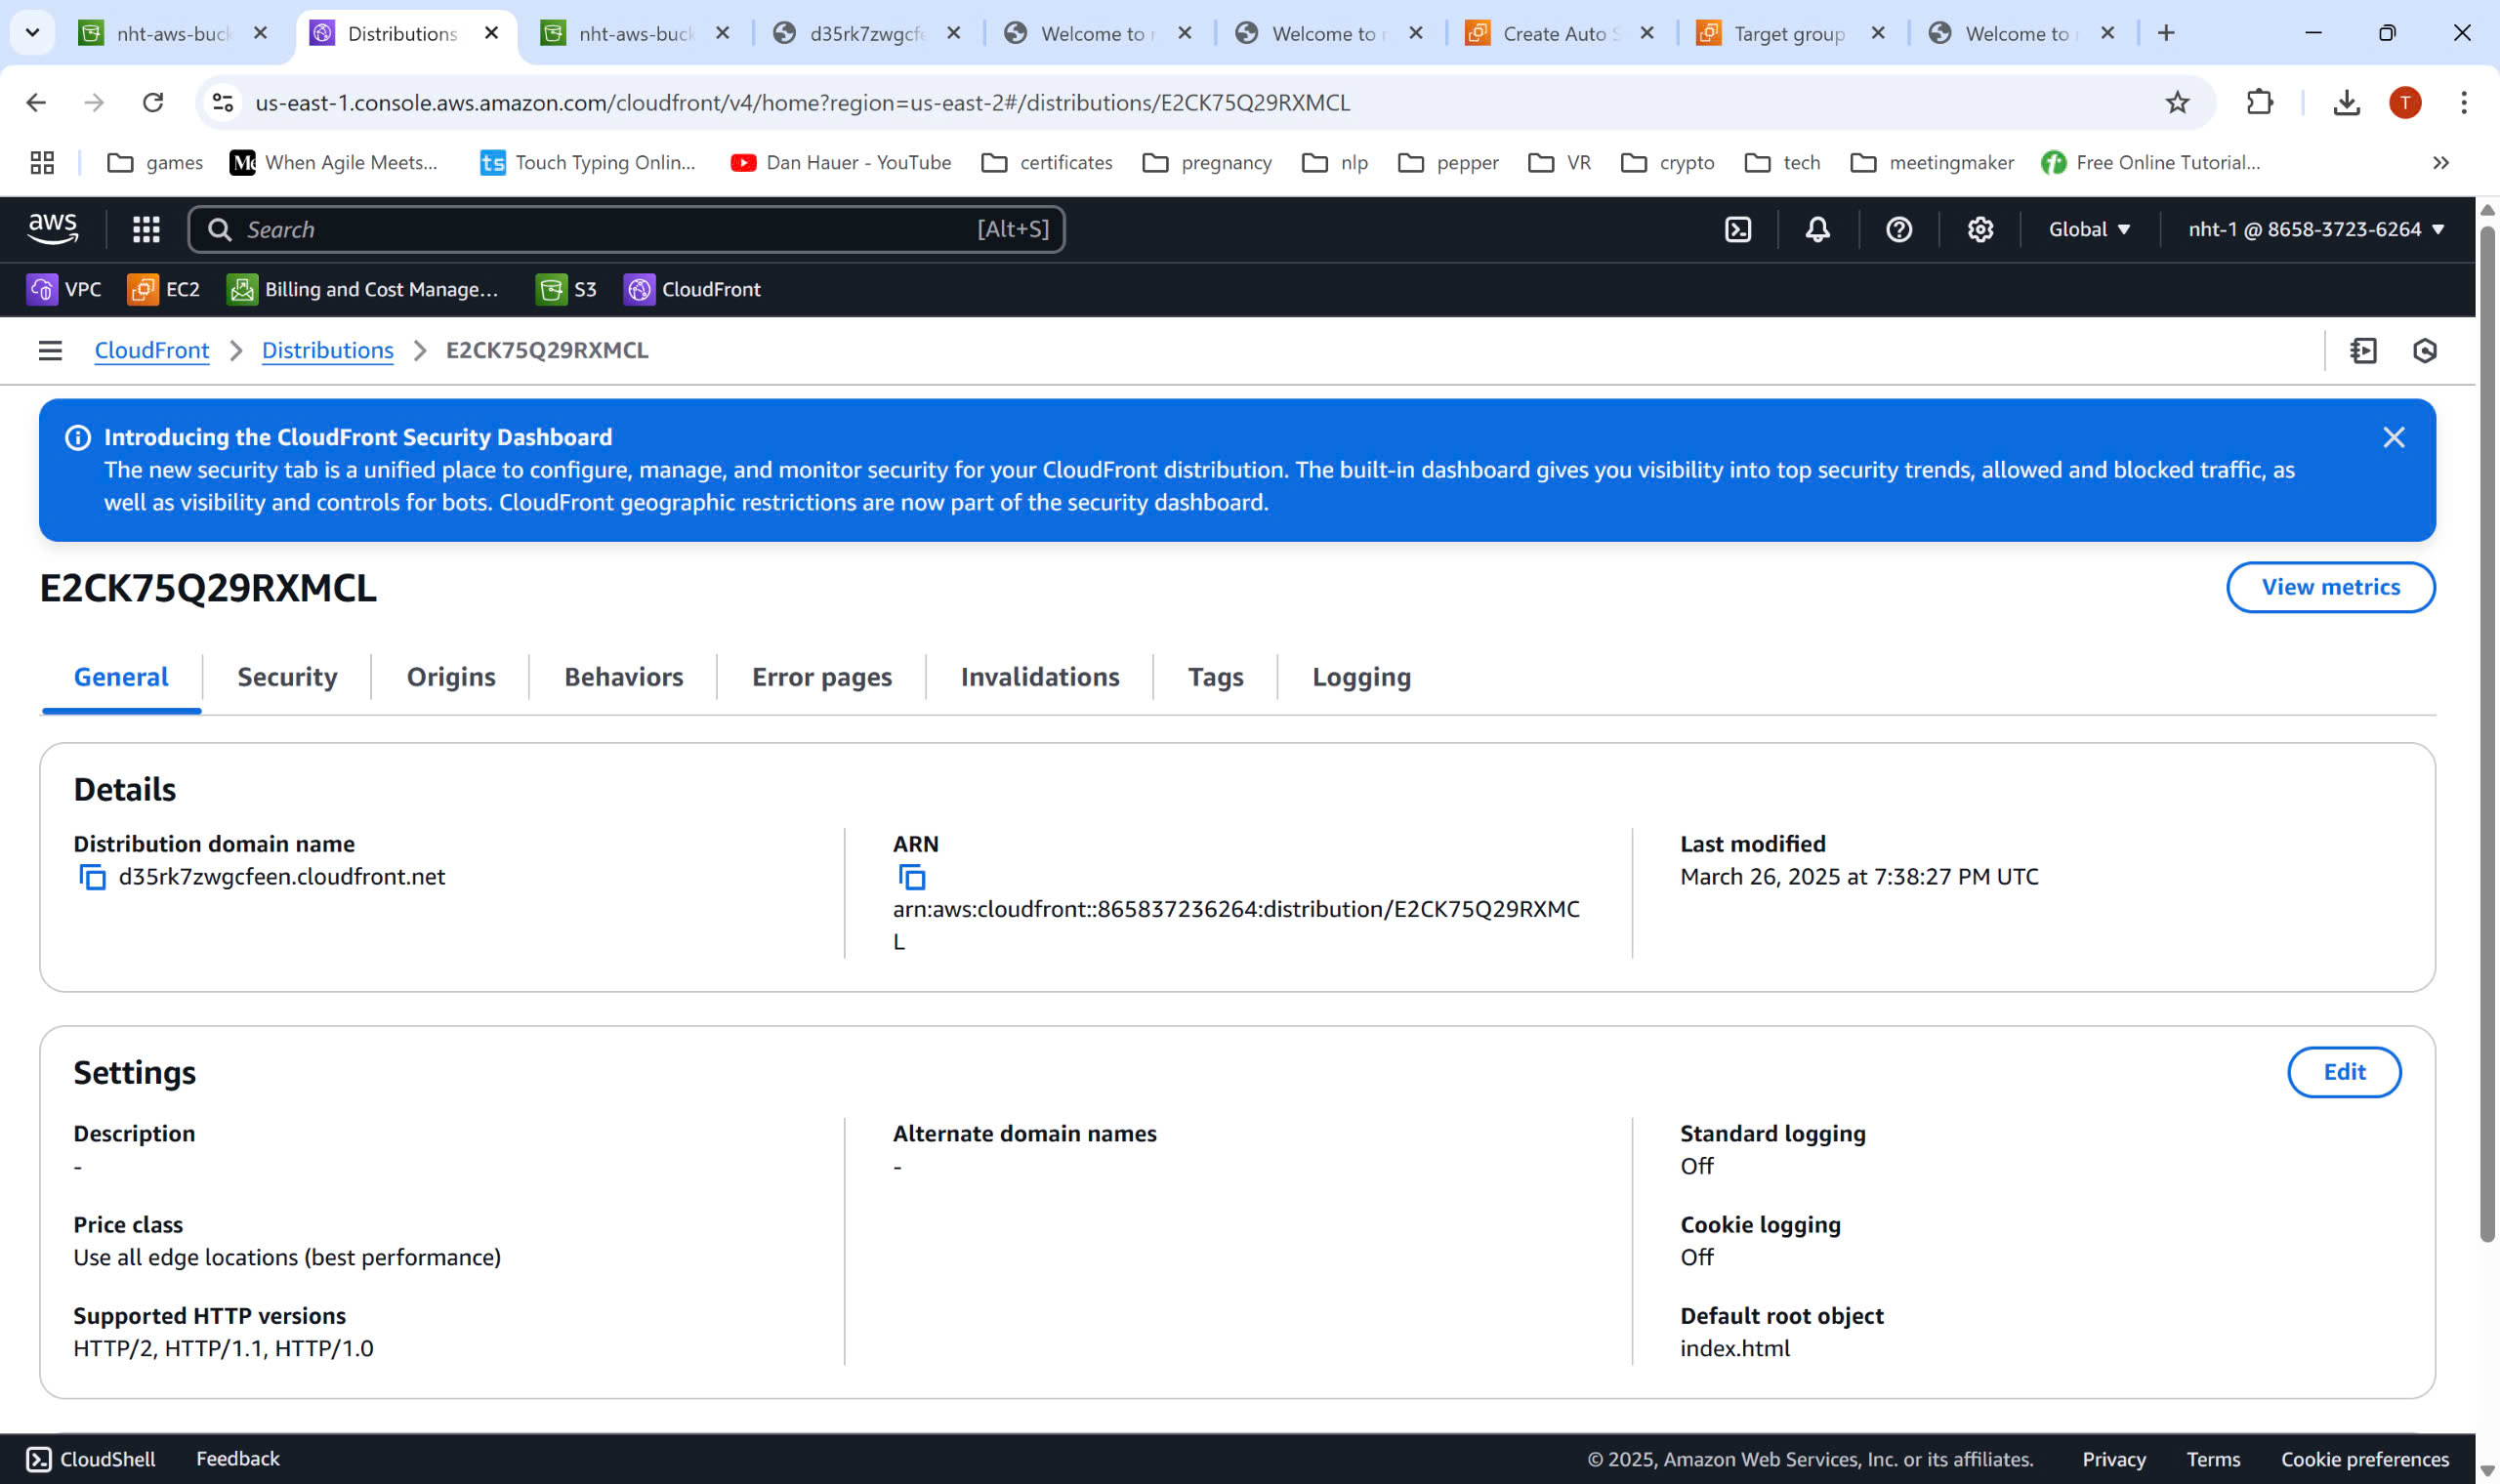 nht-aws-buck
Distributions
nht-aws-buck
d35rk7zwgcfe
Welcome to
Welcome to
Create Auto S
Target group
Welcome to
us-east-1.console.aws.amazon.com/cloudfront/v4/home?region=us-east-2#/distributions/E2CK75Q29RXMCL
T
games
Me
When Agile Meets...
ts
Touch Typing Onlin...
Dan Hauer - YouTube
certificates
pregnancy
nlp
pepper
VR
crypto
tech
meetingmaker
Free Online Tutorial...
aws
Search
[Alt+S]
Global
nht-1 @ 8658-3723-6264
VPC
EC2
Billing and Cost Manage...
S3
CloudFront
CloudFront
Distributions
E2CK75Q29RXMCL
Introducing the CloudFront Security Dashboard
The new security tab is a unified place to configure, manage, and monitor security for your CloudFront distribution. The built-in dashboard gives you visibility into top security trends, allowed and blocked traffic, as
well as visibility and controls for bots. CloudFront geographic restrictions are now part of the security dashboard.
E2CK75Q29RXMCL
View metrics
General
Security
Origins
Behaviors
Error pages
Invalidations
Tags
Logging
Details
Distribution domain name
d35rk7zwgcfeen.cloudfront.net
ARN
arn:aws:cloudfront::865837236264:distribution/E2CK75Q29RXMC
L
Last modified
March 26, 2025 at 7:38:27 PM UTC
Settings
Edit
Description
-
Price class
Use all edge locations (best performance)
Supported HTTP versions
HTTP/2, HTTP/1.1, HTTP/1.0
Alternate domain names
-
Standard logging
Off
Cookie logging
Off
Default root object
index.html
CloudShell
Feedback
© 2025, Amazon Web Services, Inc. or its affiliates.
Privacy
Terms
Cookie preferences